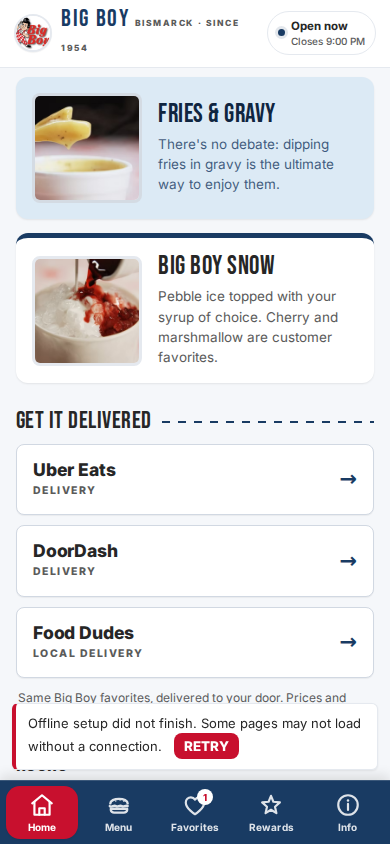 Big
Boy
BIG BOY BISMARCK · SINCE
1954
Open now
Closes 9:00 PM
FRIES & GRAVY
There's no debate: dipping
fries in gravy is the ultimate
way to enjoy them.
BIG BOY SNOW
Pebble ice topped with your
syrup of choice. Cherry and
marshmallow are customer
favorites.
GET IT DELIVERED
Uber Eats
DELIVERY
→
DoorDash
DELIVERY
→
Food Dudes
LOCAL DELIVERY
→
Same Big Boy favorites, delivered to your door. Prices and
Offline setup did not finish. Some pages may not load
without a connection. RETRY
1
Home Menu Favorites Rewards Info